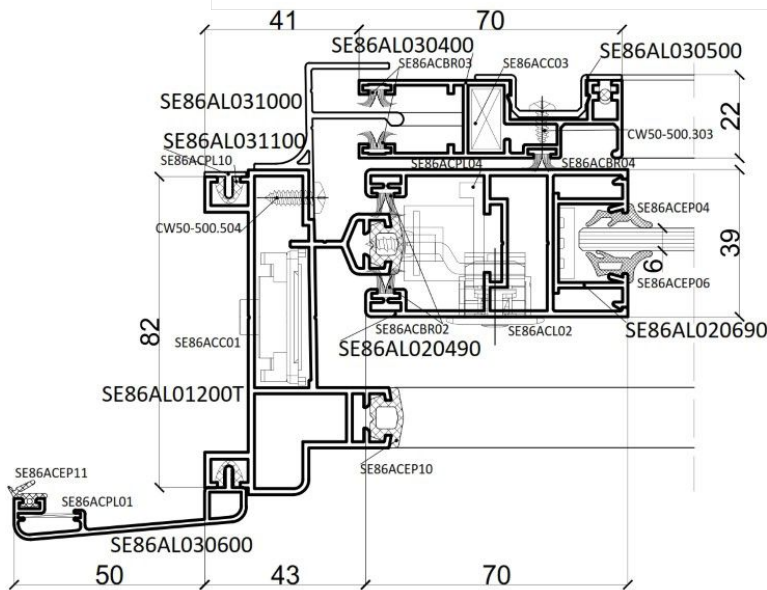 41
70
SE86AL030400
SE86ACBR03
SE86ACC03
SE86AL030500
SE86AL031000
CW50-500.303
22
SE86AL031100
SE86ACPL10
SE86ACPL04
SE86ACBR04
CW50-500.504
SE86ACEP04
39
6
SE86ACEP06
82
SE86ACC01
SE86ACBR02
SE86ACL02
SE86AL020490
SE86AL020690
SE86AL01200T
SE86ACEP11
SE86ACEP10
SE86ACPL01
SE86AL030600
50
43
70